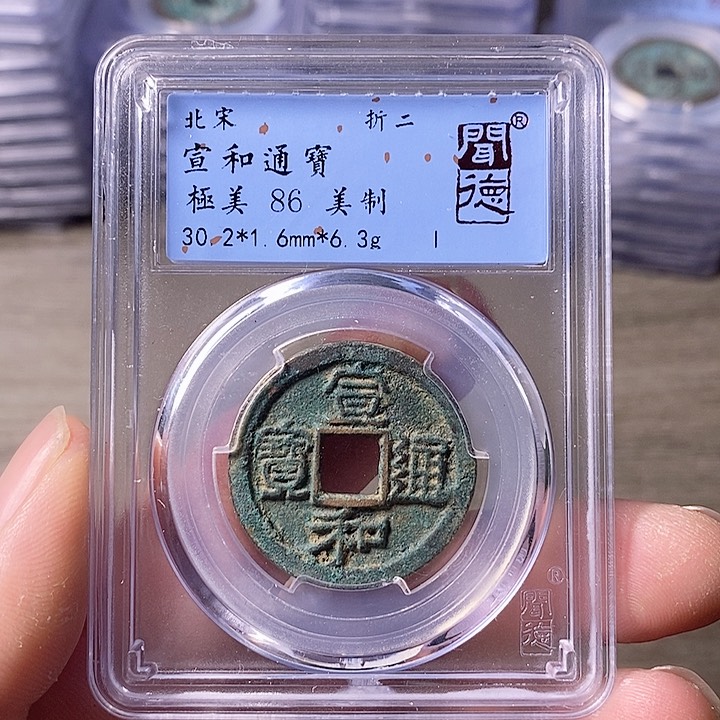 北宋 折二
宣和通寶
極美 86 美制
30.2*1.6mm*6.3g
聞德
®
宣和通寶
®
聞德